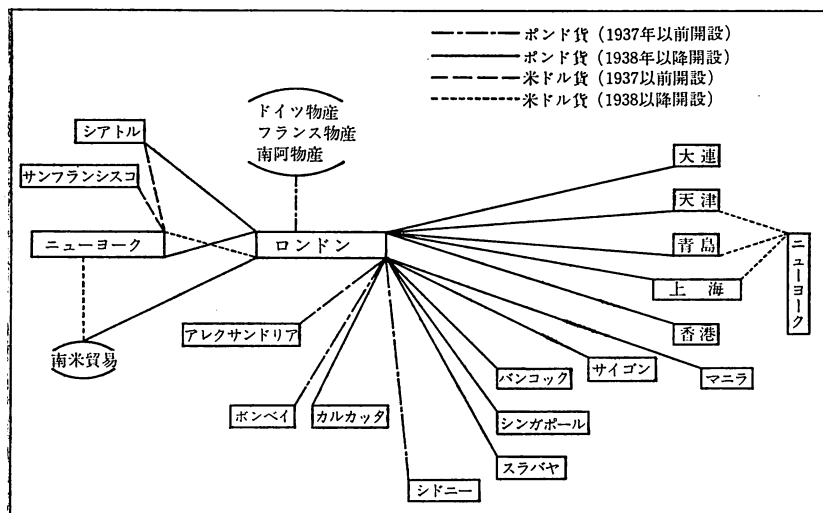 ポンド貨（1937年以前開設）
ポンド貨（1938年以降開設）
米ドル貨（1937以前開設）
米ドル貨（1938以降開設）
ドイツ物産
フランス物産
南阿物産
シアトル
サンフランシスコ
ニューヨーク
ロンドン
南米貿易
アレクサンドリア
ボンベイ
カルカッタ
シドニー
大連
天津
青島
上海
香港
ニューヨーク
バンコック
サイゴン
マニラ
シンガポール
スラバヤ